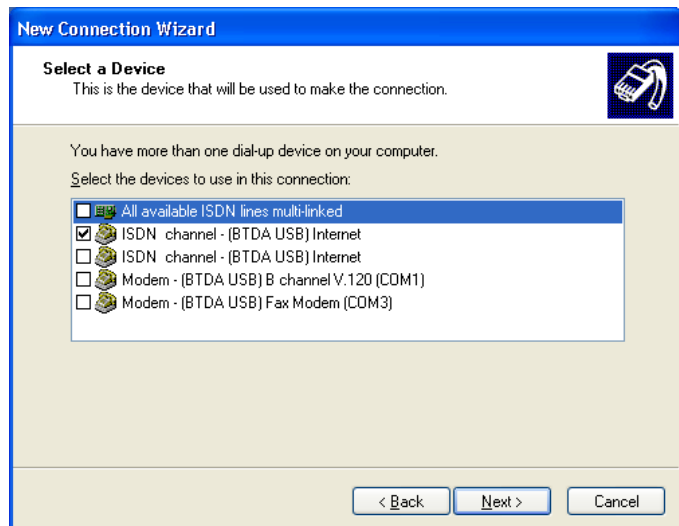 New Connection Wizard
Select a Device
This is the device that will be used to make the connection.
You have more than one dial-up device on your computer.
Select the devices to use in this connection:
All available ISDN lines multi-linked
ISDN channel - (BTDA USB) Internet
ISDN channel - (BTDA USB) Internet
Modem - (BTDA USB) B channel V.120 (COM1)
Modem - (BTDA USB) Fax Modem (COM3)
< Back Next > Cancel